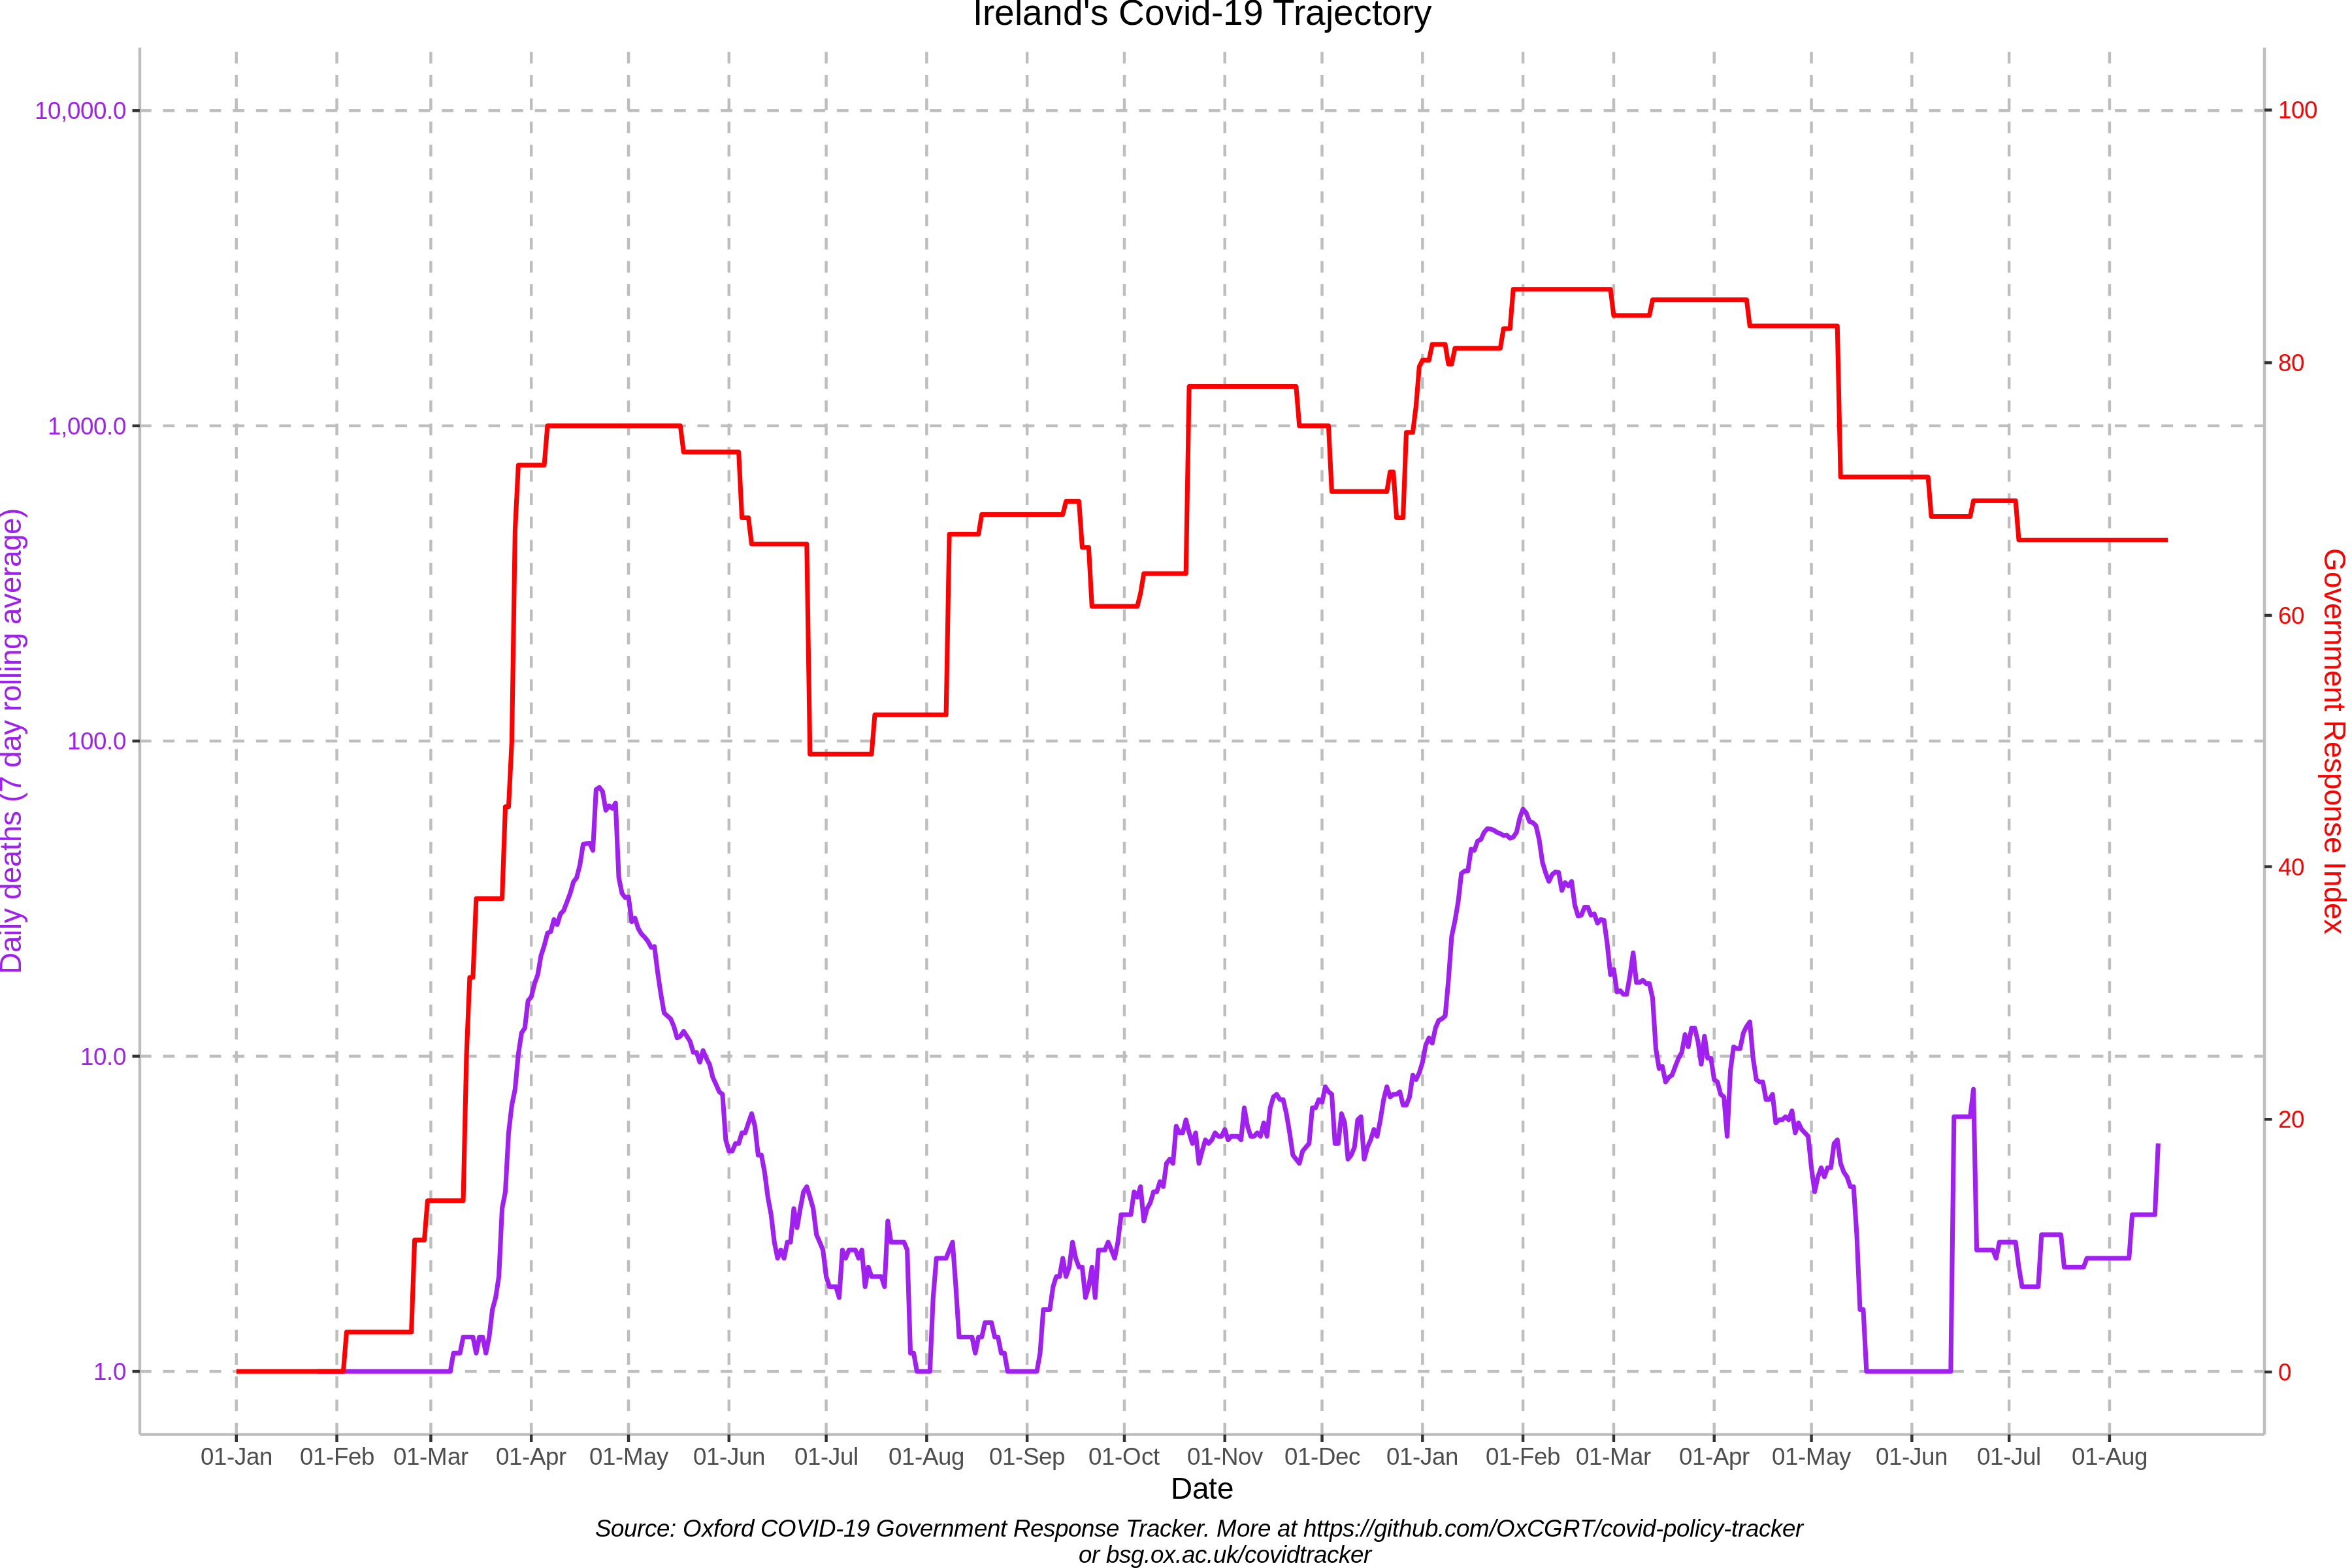 Ireland's Covid-19 Trajectory
10,000.0
1,000.0
100.0
10.0
1.0
Daily deaths (7 day rolling average)
100
80
60
40
20
0
Government Response Index
01-Jan 01-Feb 01-Mar 01-Apr 01-May 01-Jun 01-Jul 01-Aug 01-Sep 01-Oct 01-Nov 01-Dec 01-Jan 01-Feb 01-Mar 01-Apr 01-May 01-Jun 01-Jul 01-Aug
Date
Source: Oxford COVID-19 Government Response Tracker. More at https://github.com/OxCGRT/covid-policy-tracker
or bsg.ox.ac.uk/covidtracker